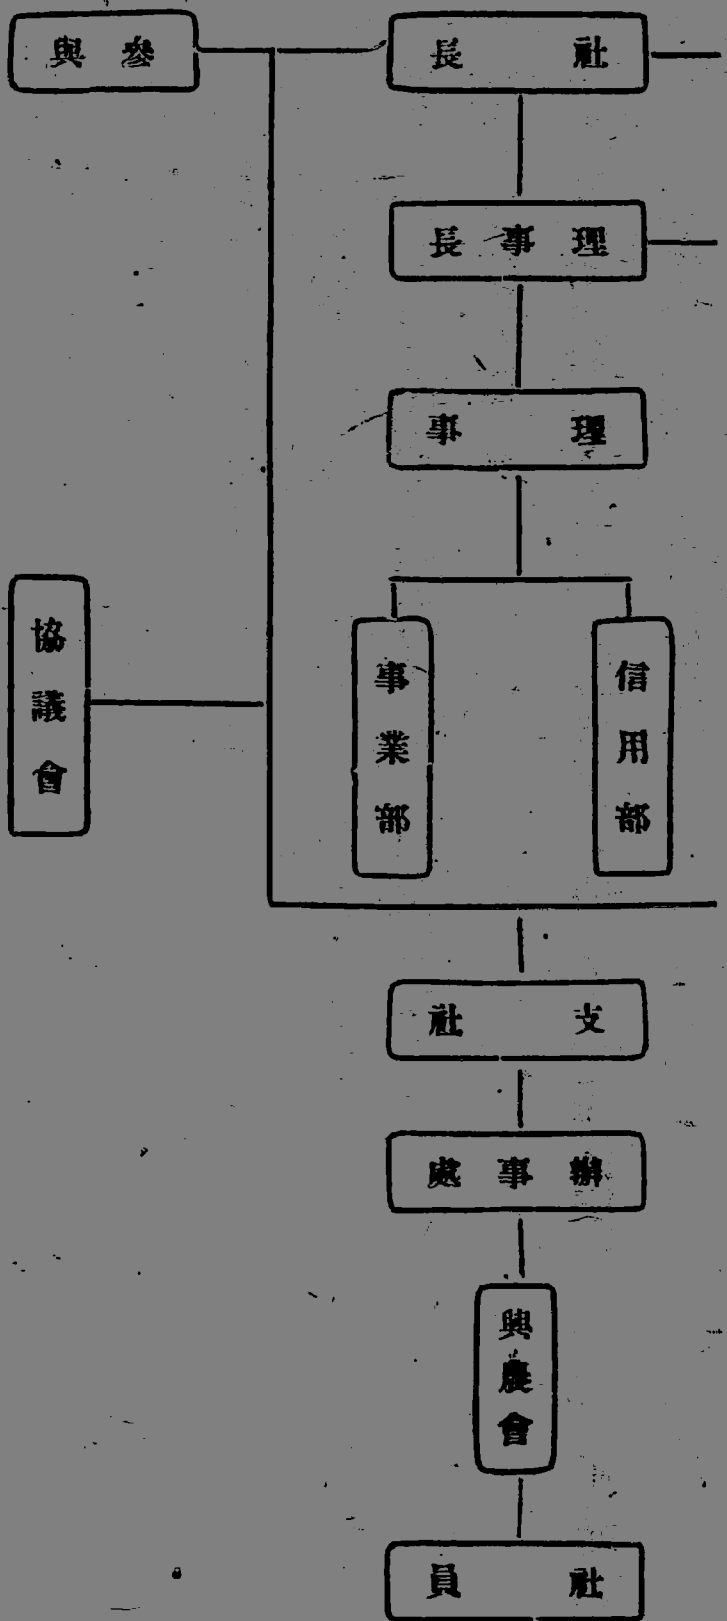 社長
參與
理事長
理事
信用部
事業部
協議會
支社
辦事處
興農會
社員